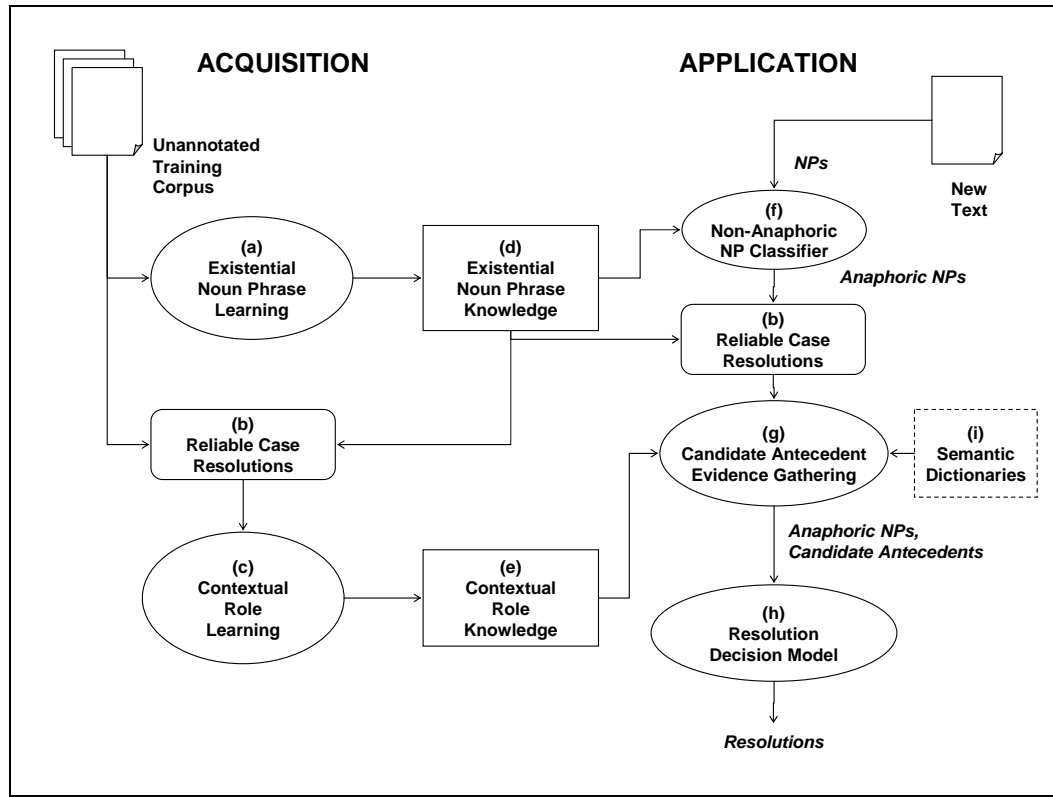 ACQUISITION
APPLICATION
Unannotated
Training
Corpus
NPs
New
Text
(a)
Existential
Noun Phrase
Learning
(d)
Existential
Noun Phrase
Knowledge
(f)
Non-Anaphoric
NP Classifier
Anaphoric NPs
(b)
Reliable Case
Resolutions
(b)
Reliable Case
Resolutions
(g)
Candidate Antecedent
Evidence Gathering
(i)
Semantic
Dictionaries
Anaphoric NPs,
Candidate Antecedents
(c)
Contextual
Role
Learning
(e)
Contextual
Role
Knowledge
(h)
Resolution
Decision Model
Resolutions